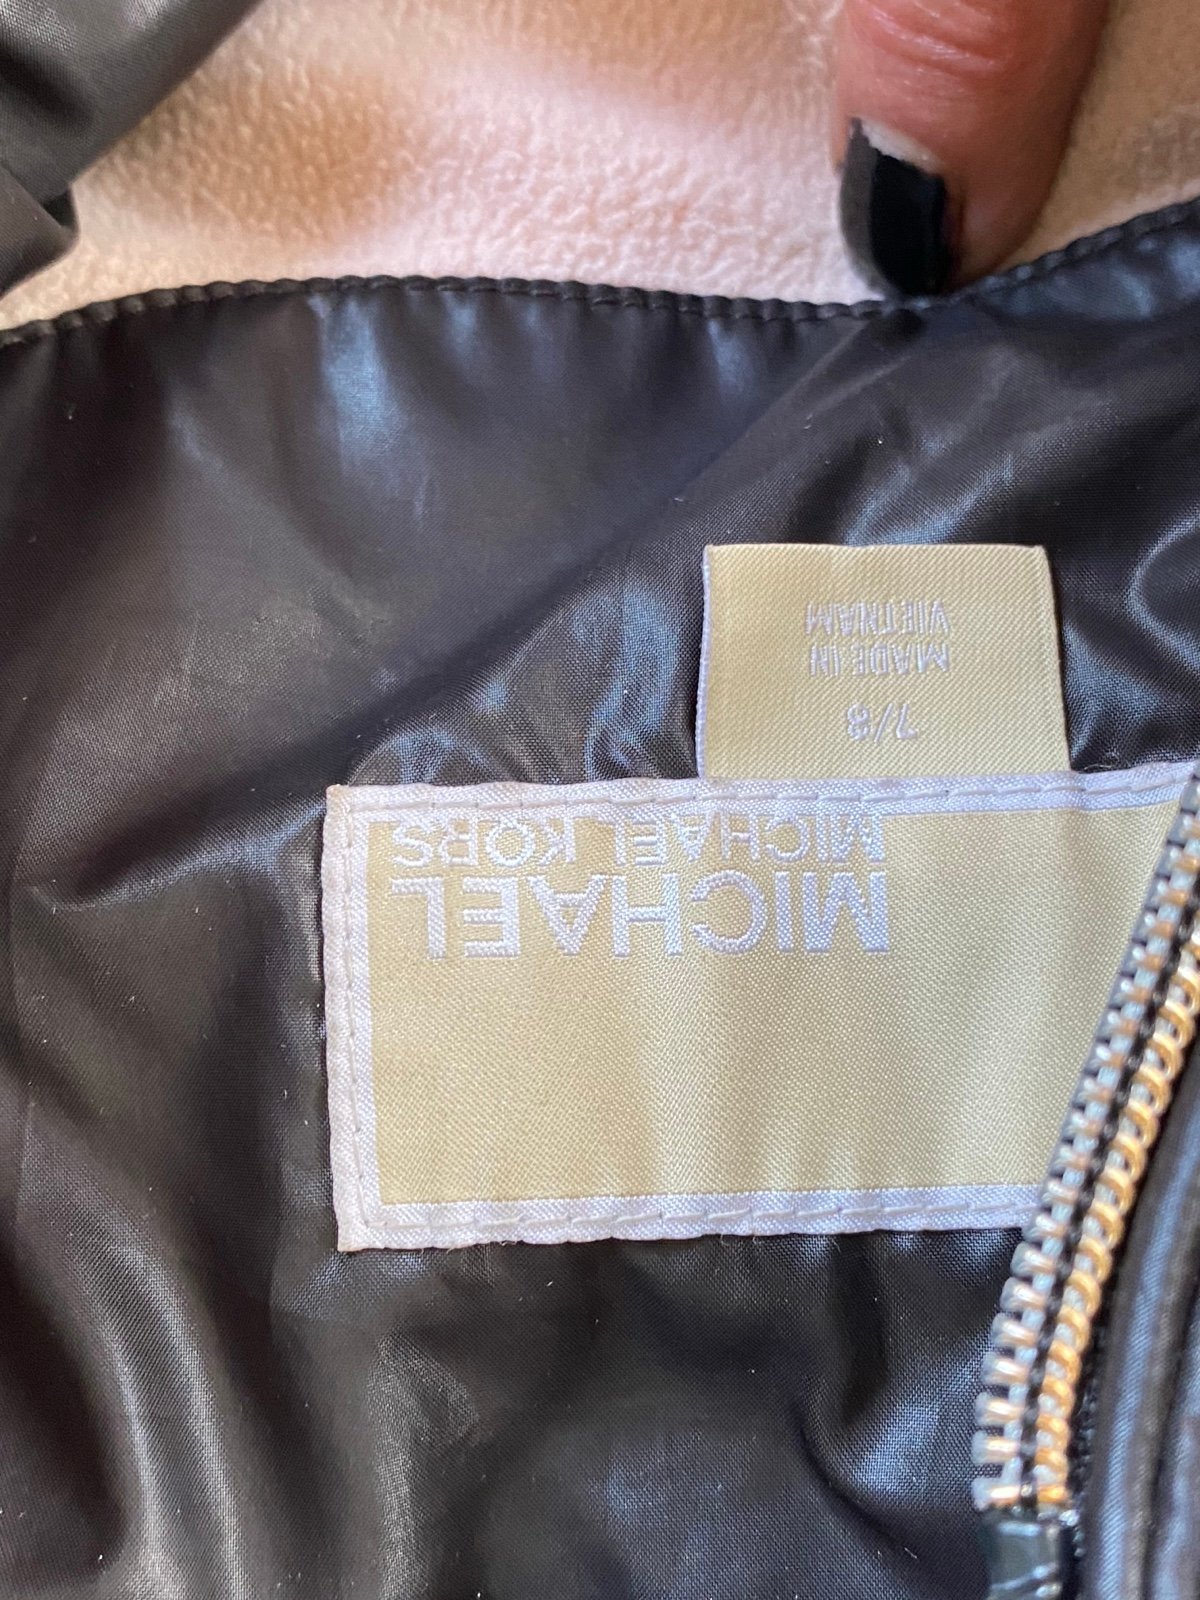 MICHAEL
MICHAEL KORS
7/8
MADE IN
VIETNAM